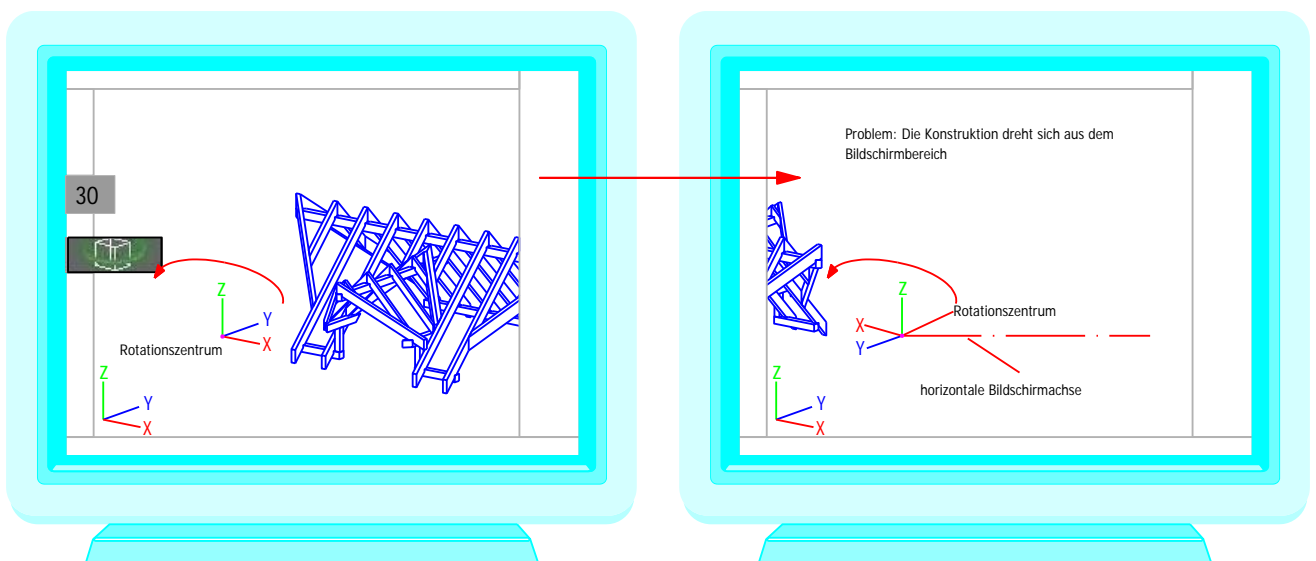 30
Z
Y
X
Rotationszentrum
Z
Y
X
Problem: Die Konstruktion dreht sich aus dem
Bildschirmbereich
Z
Rotationszentrum
X
Y
horizontale Bildschirmachse
Z
Y
X